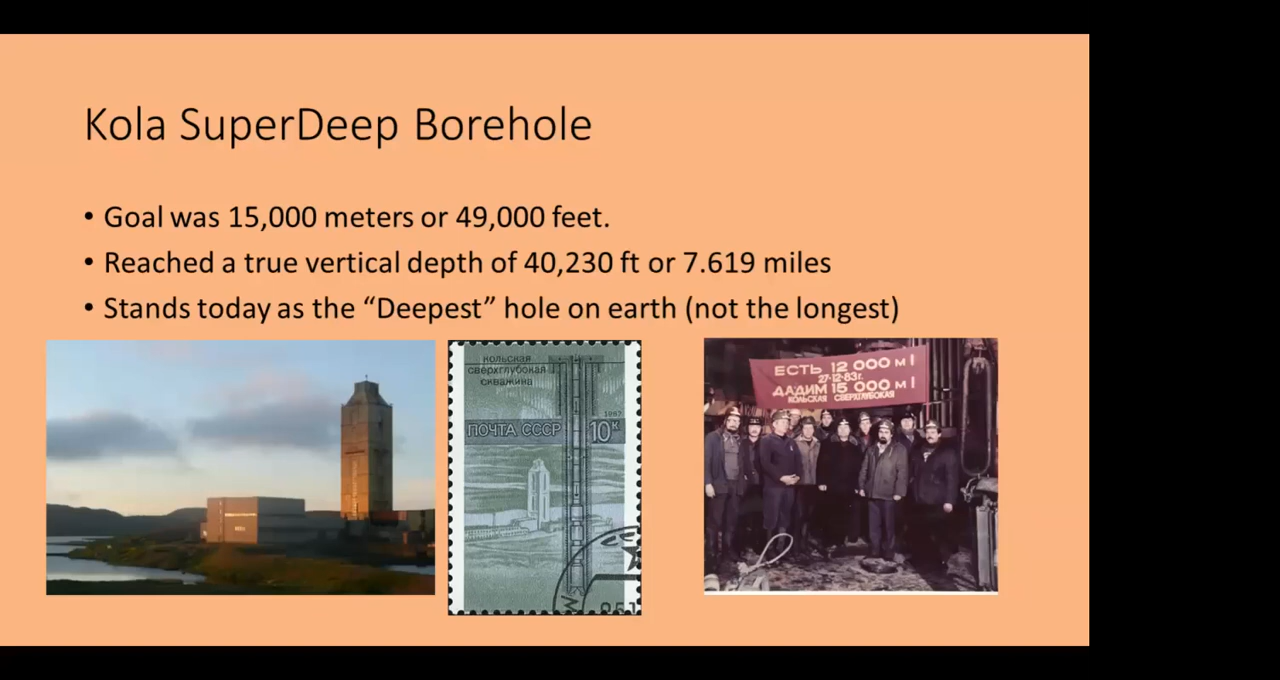 Kola SuperDeep Borehole
• Goal was 15,000 meters or 49,000 feet.
• Reached a true vertical depth of 40,230 ft or 7.619 miles
• Stands today as the “Deepest” hole on earth (not the longest)
кольская
сверхглубокая
скважина
1987
ПОЧТА СССР 10К
ЕСТЬ 12 000 м!
27-12-83г.
ДАДИМ 15 000 м!
КОЛЬСКАЯ СВЕРХГЛУБОКАЯ